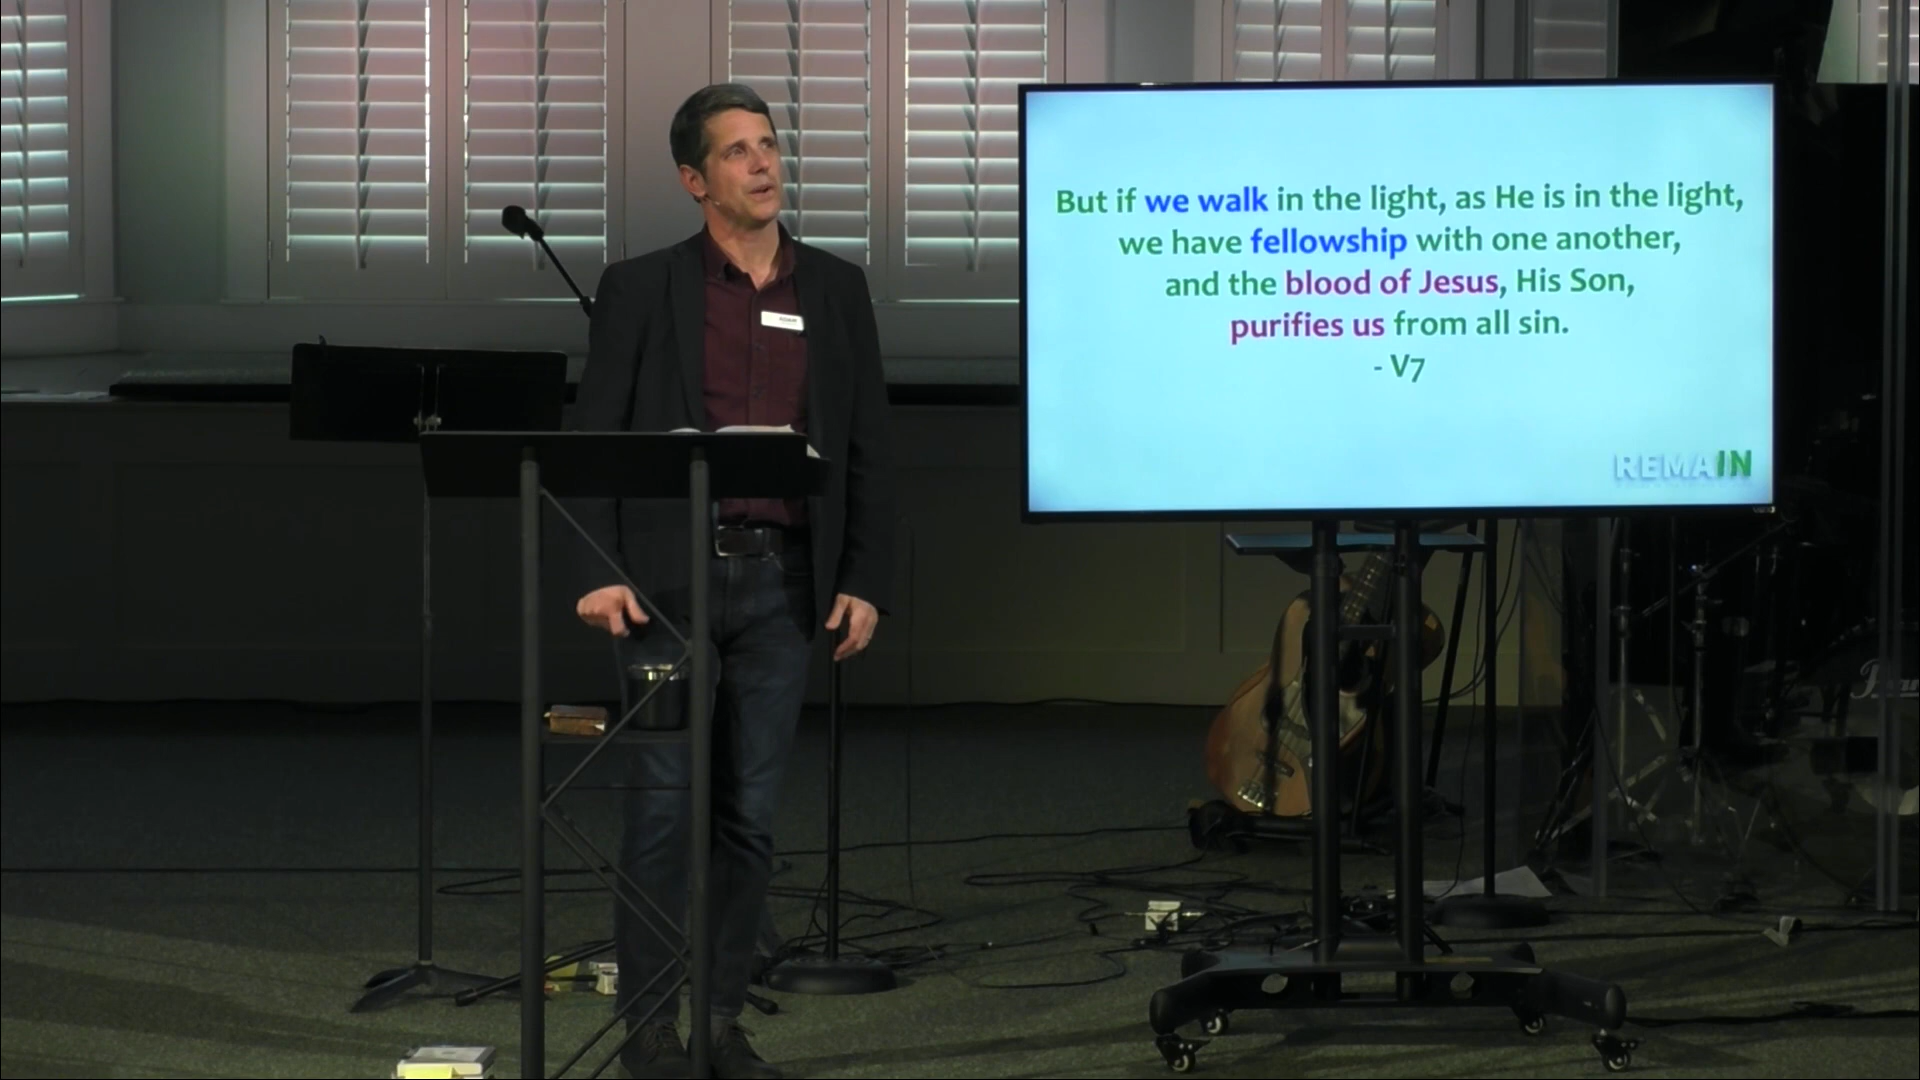 But if we walk in the light, as He is in the light,
we have fellowship with one another,
and the blood of Jesus, His Son,
purifies us from all sin.
- V7
REMAIN
ADAM